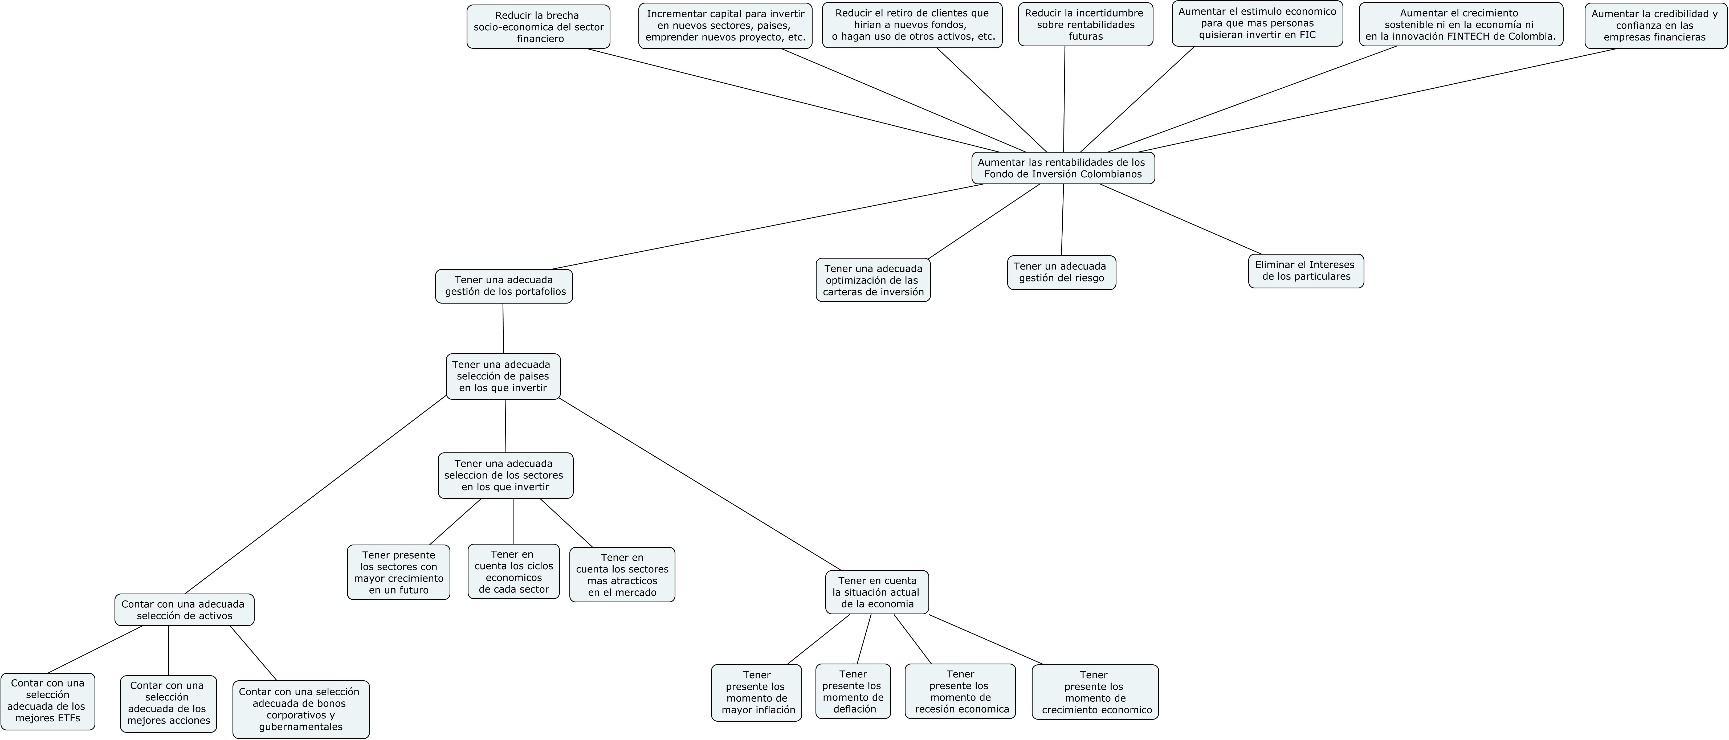 Reducir la brecha
socio-economica del sector
financiero
Incrementar capital para invertir
en nuevos sectores, paises,
emprender nuevos proyecto, etc.
Reducir el retiro de clientes que
hirian a nuevos fondos,
o hagan uso de otros activos, etc.
Reducir la incertidumbre
sobre rentabilidades
futuras
Aumentar el estimulo economico
para que mas personas
quisieran invertir en FIC
Aumentar el crecimiento
sostenible ni en la economía ni
en la innovación FINTECH de Colombia.
Aumentar la credibilidad y
confianza en las
empresas financieras
Aumentar las rentabilidades de los
Fondo de Inversión Colombianos
Tener una adecuada
gestión de los portafolios
Tener una adecuada
optimización de las
carteras de inversión
Tener un adecuada
gestión del riesgo
Eliminar el Intereses
de los particulares
Tener una adecuada
selección de paises
en los que invertir
Tener una adecuada
seleccion de los sectores
en los que invertir
Tener presente
los sectores con
mayor crecimiento
en un futuro
Tener en
cuenta los ciclos
economicos
de cada sector
Tener en
cuenta los sectores
mas atracticos
en el mercado
Contar con una adecuada
selección de activos
Tener en cuenta
la situación actual
de la economia
Contar con una
selección
adecuada de los
mejores ETFs
Contar con una
selección
adecuada de los
mejores acciones
Contar con una selección
adecuada de bonos
corporativos y
gubernamentales
Tener
presente los
momento de
mayor inflación
Tener
presente los
momento de
deflación
Tener
presente los
momento de
recesión economica
Tener
presente los
momento de
crecimiento economico